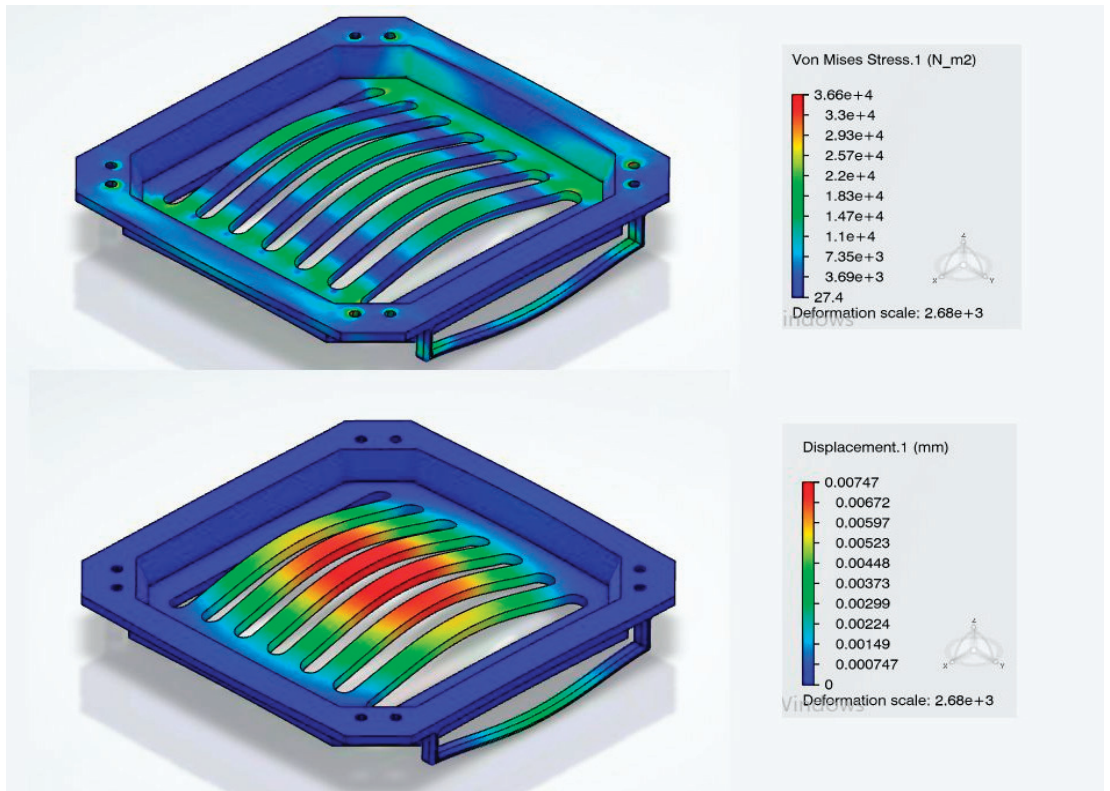 Von Mises Stress.1 (N_m2)
3.66e+4
3.3e+4
2.93e+4
2.57e+4
2.2e+4
1.83e+4
1.47e+4
1.1e+4
7.35e+3
3.69e+3
27.4
Deformation scale: 2.68e+3
indows
Z
X
Y
Displacement.1 (mm)
0.00747
0.00672
0.00597
0.00523
0.00448
0.00373
0.00299
0.00224
0.00149
0.000747
0
Deformation scale: 2.68e+3
Windows
Z
X
Y